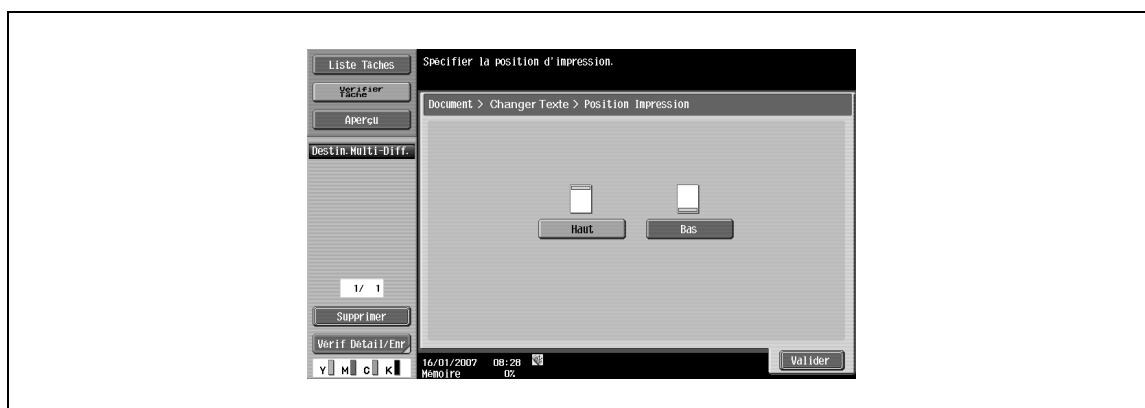 Liste Tâches
Vérifier
Tâche
Aperçu
Destin.Multi-Diff.
1/ 1
Supprimer
Vérif Détail/Enr
Y M C K
Spécifier la position d'impression.
Document > Changer Texte > Position Impression
Haut
Bas
16/01/2007 08:28
Mémoire 0%
Valider